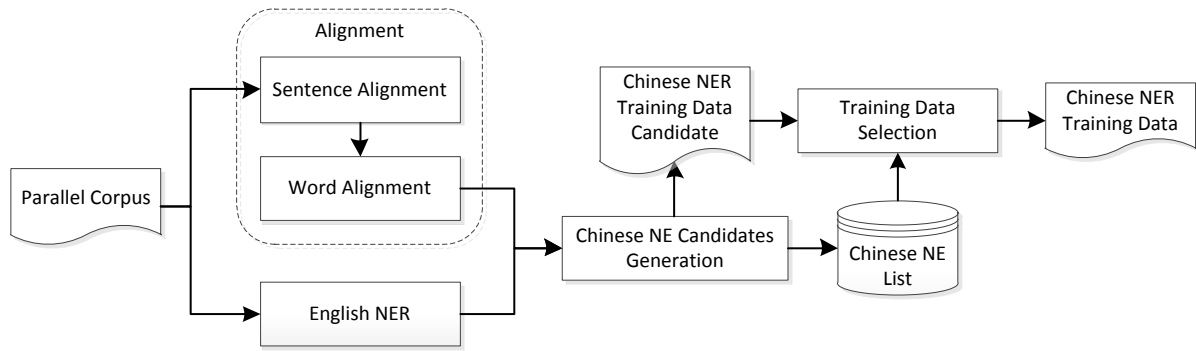 Alignment
Sentence Alignment
Word Alignment
Parallel Corpus
English NER
Chinese NE Candidates
Generation
Chinese NER
Training Data
Candidate
Training Data
Selection
Chinese NER
Training Data
Chinese NE
List